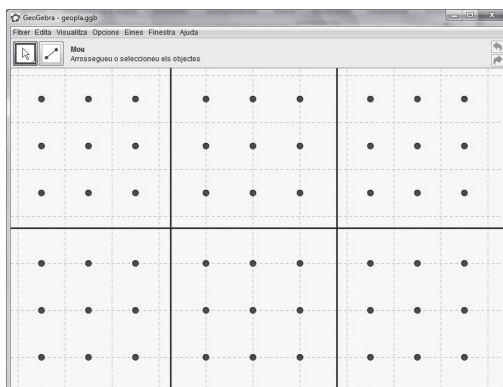 GeoGebra - geopla.ggb
Fitxer Edita Visualitza Opcions Eines Finestra Ajuda
Mou
Arrossegueu o seleccioneu els objectes